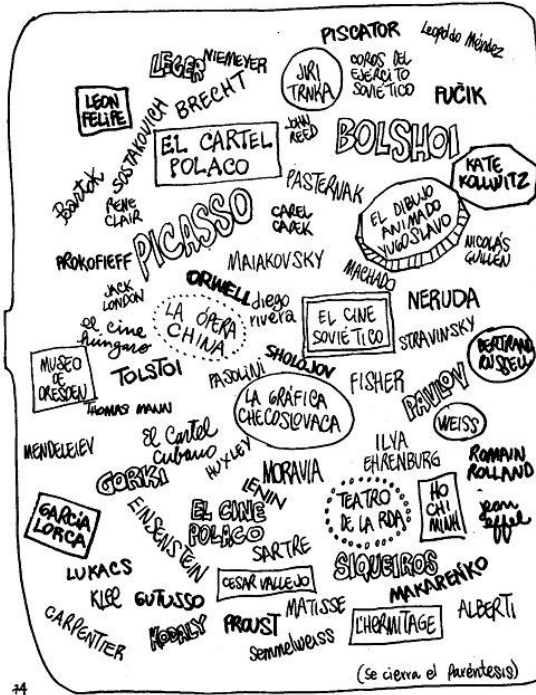 PISCATOR
Leopoldo Méndez
LEGER
NIEMEYER
JIRI
TRNKA
COROS DEL
EJÉRCITO
SOVIÉTICO
FUČIK
LEON
FELIPE
SOSTAKOVICH
BRECHT
JOHN
REED
BOLSHOI
EL CARTEL
POLACO
KATE
KOLLWITZ
Bartok
RENE
CLAIR
PICASSO
PASTERNAK
CAREL
CAPEK
EL DIBUJO
ANIMADO
YUGOSLAVO
NICOLÁS
GUILLEN
PROKOFIEFF
MAIAKOVSKY
MACHADO
JACK
LONDON
ORWELL
diego
rivera
NERUDA
LA ÓPERA
CHINA
EL CINE
SOVIÉTICO
STRAVINSKY
el cine
húngaro
BERTRAND
RUSSELL
MUSEO
DE
DRESDEN
TOLSTOI
PASOLINI
SHOLOJOV
FISHER
PAVLOV
THOMAS MANN
LA GRÁFICA
CHECOSLOVACA
WEISS
MENDELEIEV
El Cartel
cubano
HUXLEY
ILYA
EHRENBURG
ROMAIN
ROLLAND
GORKI
MORAVIA
LENIN
TEATRO
DE LA RDA
HO
CHI
MINH
jean
effel
GARCÍA
LORCA
EINSENSTEIN
EL CINE
POLACO
SARTRE
SIQUEIROS
LUKACS
CESAR VALLEJO
MAKARENKO
KLEE
GUTUSSO
MATISSE
ALBERTI
CARPENTIER
KODALY
PROUST
Semmelweiss
L'HERMITAGE
(se cierra el paréntesis)
34